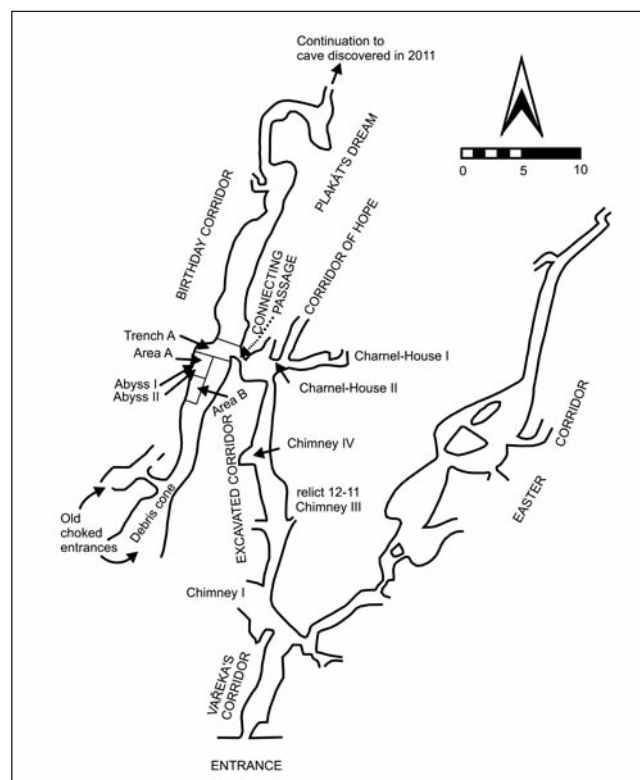 Continuation to
cave discovered in 2011
PLAKÁT'S DREAM
BIRTHDAY CORRIDOR
0 5 10
CORRIDOR OF HOPE
CONNECTING
PASSAGE
Trench A
Area A
Abyss I
Abyss II
Area B
Charnel-House I
Charnel-House II
EXCAVATED CORRIDOR
Chimney IV
relict 12-11
Chimney III
EASTER
CORRIDOR
Old
choked
entrances
Debris cone
Chimney I
VAŘEKA'S
CORRIDOR
ENTRANCE